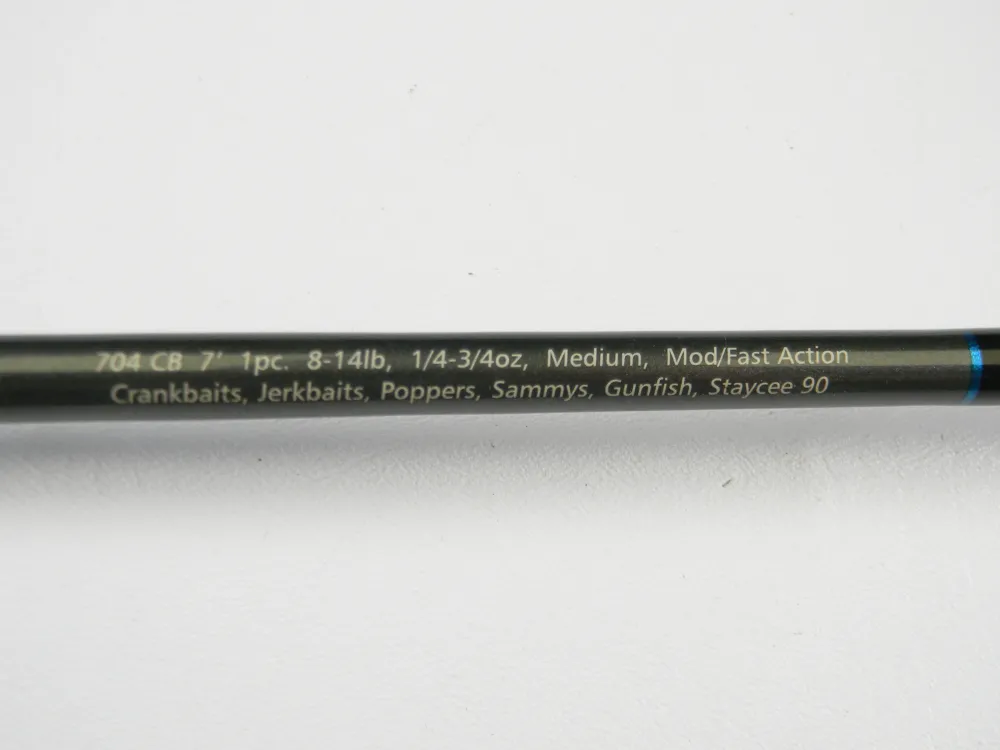 704 CB 7' 1pc. 8-14lb, 1/4-3/4oz, Medium, Mod/Fast Action
Crankbaits, Jerkbaits, Poppers, Sammys, Gunfish, Staycee 90